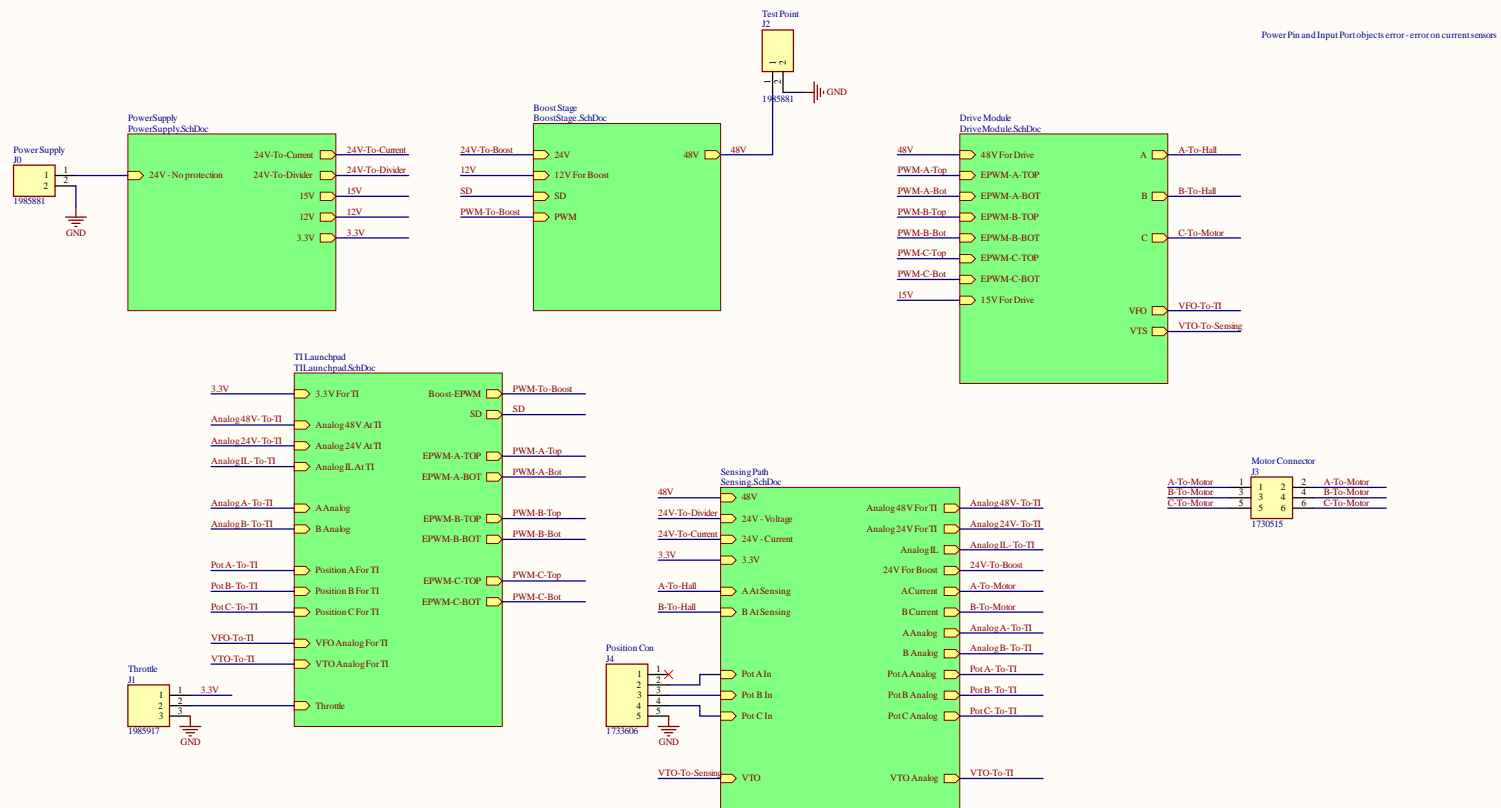 Test Point
J2
1 2
1 2
1985881
GND
Power Pin and Input Port objects error - error on current sensors
Power Supply
J0
1 1
2 2
1985881
GND
PowerSupply
PowerSupply.SchDoc
24V - No protection
24V-To-Current 24V-To-Current
24V-To-Divider 24V-To-Divider
15V 15V
12V 12V
3.3V 3.3V
Boost Stage
BoostStage.SchDoc
24V-To-Boost 24V
12V 12V For Boost
SD SD
PWM-To-Boost PWM
48V 48V
Drive Module
DriveModule.SchDoc
48V 48V For Drive
PWM-A-Top EPWM-A-TOP
PWM-A-Bot EPWM-A-BOT
PWM-B-Top EPWM-B-TOP
PWM-B-Bot EPWM-B-BOT
PWM-C-Top EPWM-C-TOP
PWM-C-Bot EPWM-C-BOT
15V 15V For Drive
A A-To-Hall
B B-To-Hall
C C-To-Motor
VFO VFO-To-TI
VTS VTO-To-Sensing
TI Launchpad
TILaunchpad.SchDoc
3.3V 3.3V For TI
Analog 48V- To-TI Analog 48V At TI
Analog 24V- To-TI Analog 24V At TI
Analog IL- To-TI Analog IL At TI
Analog A- To-TI A Analog
Analog B- To-TI B Analog
Pot A- To-TI Position A For TI
Pot B- To-TI Position B For TI
Pot C- To-TI Position C For TI
VFO-To-TI VFO Analog For TI
VTO-To-TI VTO Analog For TI
Throttle
Boost-EPWM PWM-To-Boost
SD SD
EPWM-A-TOP PWM-A-Top
EPWM-A-BOT PWM-A-Bot
EPWM-B-TOP PWM-B-Top
EPWM-B-BOT PWM-B-Bot
EPWM-C-TOP PWM-C-Top
EPWM-C-BOT PWM-C-Bot
Throttle
J1
1 1 3.3V
2 2
3 3
1985917
GND
Sensing Path
Sensing.SchDoc
48V 48V
24V-To-Divider 24V - Voltage
24V-To-Current 24V - Current
3.3V 3.3V
A-To-Hall A At Sensing
B-To-Hall B At Sensing
Pot A In
Pot B In
Pot C In
VTO-To-Sensing VTO
Analog 48V For TI Analog 48V- To-TI
Analog 24V For TI Analog 24V- To-TI
Analog IL Analog IL- To-TI
24V For Boost 24V-To-Boost
A Current A-To-Motor
B Current B-To-Motor
A Analog Analog A- To-TI
B Analog Analog B- To-TI
Pot A Analog Pot A- To-TI
Pot B Analog Pot B- To-TI
Pot C Analog Pot C- To-TI
VTO Analog VTO-To-TI
Position Con
J4
1 1
2 2
3 3
4 4
5 5
1733606
GND
Motor Connector
J3
A-To-Motor 1 1 2 2 A-To-Motor
B-To-Motor 3 3 4 4 B-To-Motor
C-To-Motor 5 5 6 6 C-To-Motor
1730515